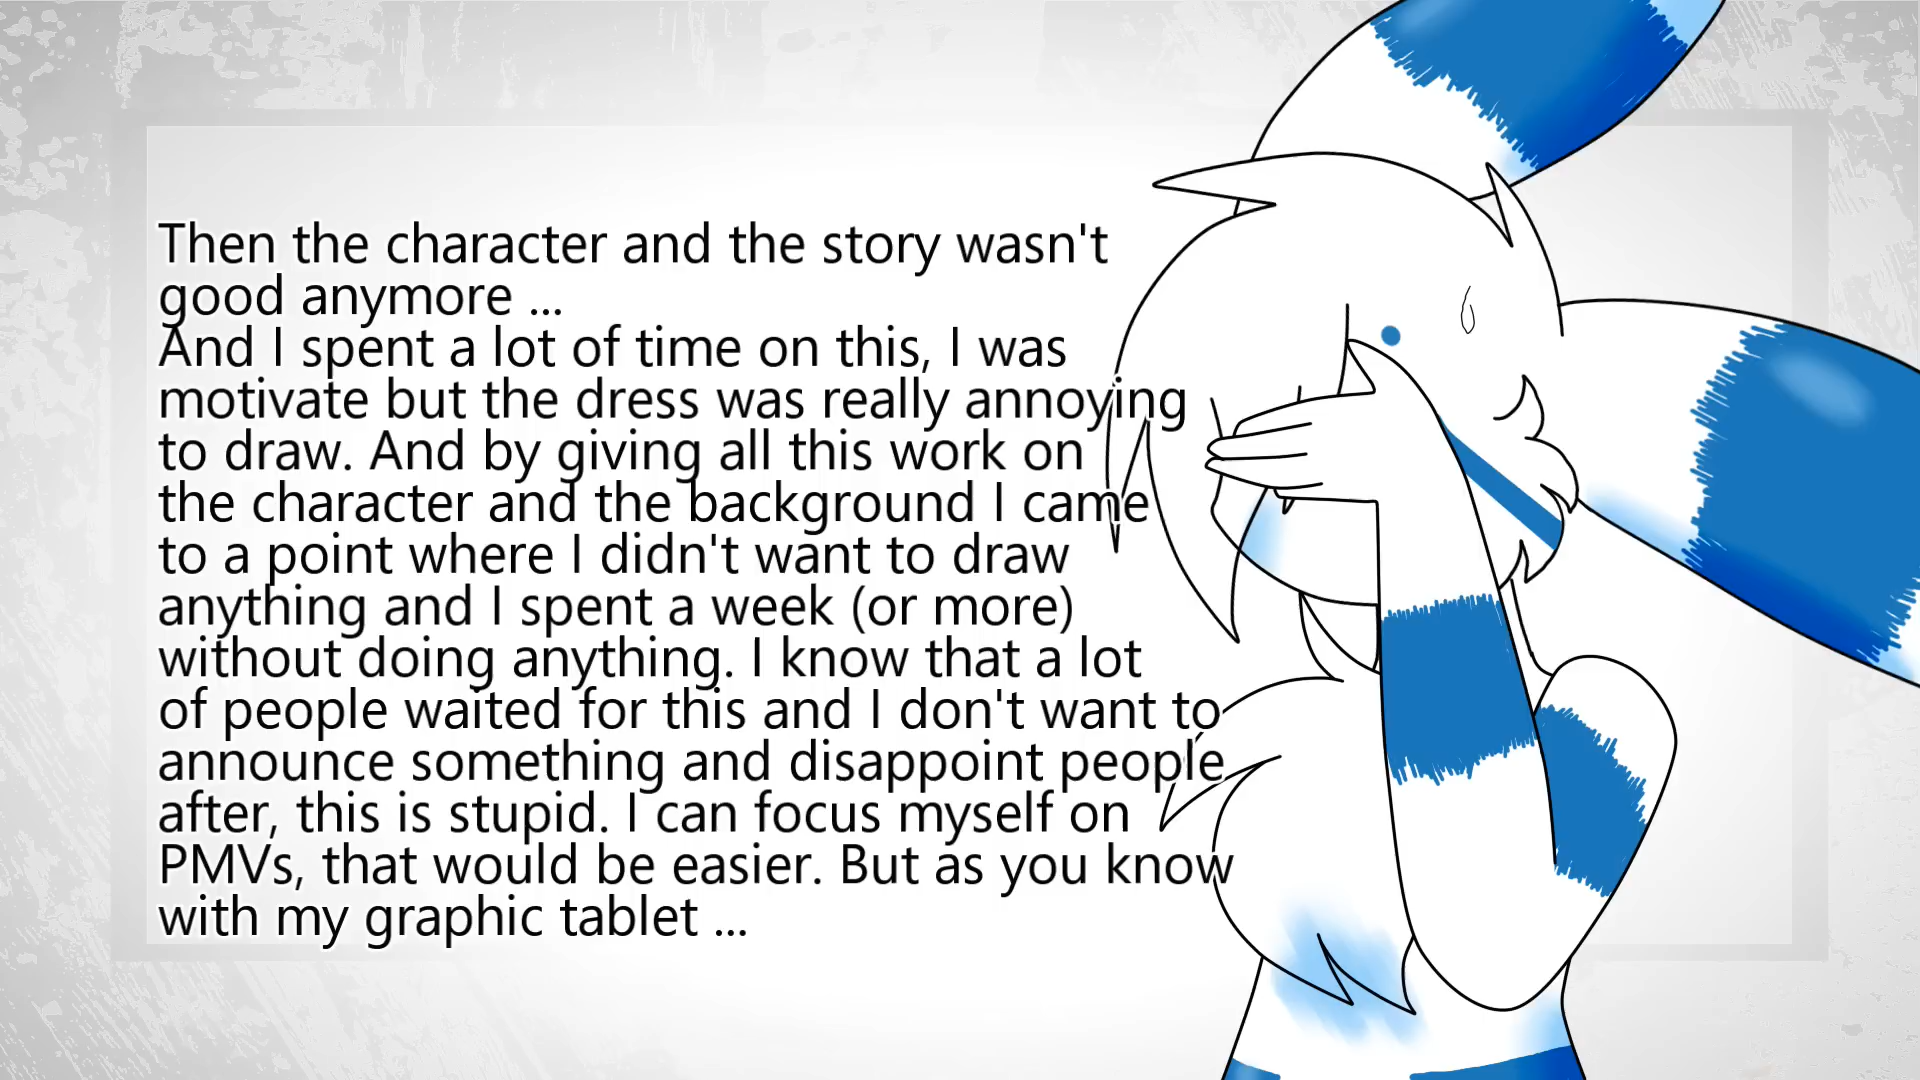 Then the character and the story wasn't
good anymore ...
And I spent a lot of time on this, I was
motivate but the dress was really annoying
to draw. And by giving all this work on
the character and the background I came
to a point where I didn't want to draw
anything and I spent a week (or more)
without doing anything. I know that a lot
of people waited for this and I don't want to
announce something and disappoint people
after, this is stupid. I can focus myself on
PMVs, that would be easier. But as you know
with my graphic tablet ...